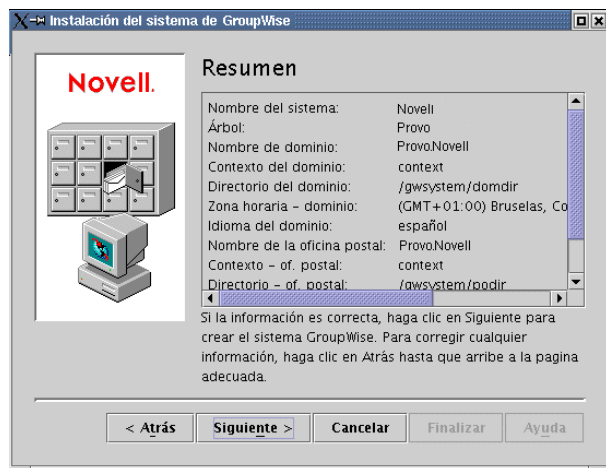 Instalación del sistema de GroupWise
Novell.
Resumen
Nombre del sistema: Novell
Árbol: Provo
Nombre de dominio: Provo.Novell
Contexto del dominio: context
Directorio del dominio: /gwsystem/domdir
Zona horaria – dominio: (GMT+01:00) Bruselas, Co
Idioma del dominio: español
Nombre de la oficina postal: Provo.Novell
Contexto – of. postal: context
Directorio – of. postal: /gwsystem/podir
Si la información es correcta, haga clic en Siguiente para
crear el sistema GroupWise. Para corregir cualquier
información, haga clic en Atrás hasta que arribe a la pagina
adecuada.
< Atrás
Siguiente >
Cancelar
Finalizar
Ayuda